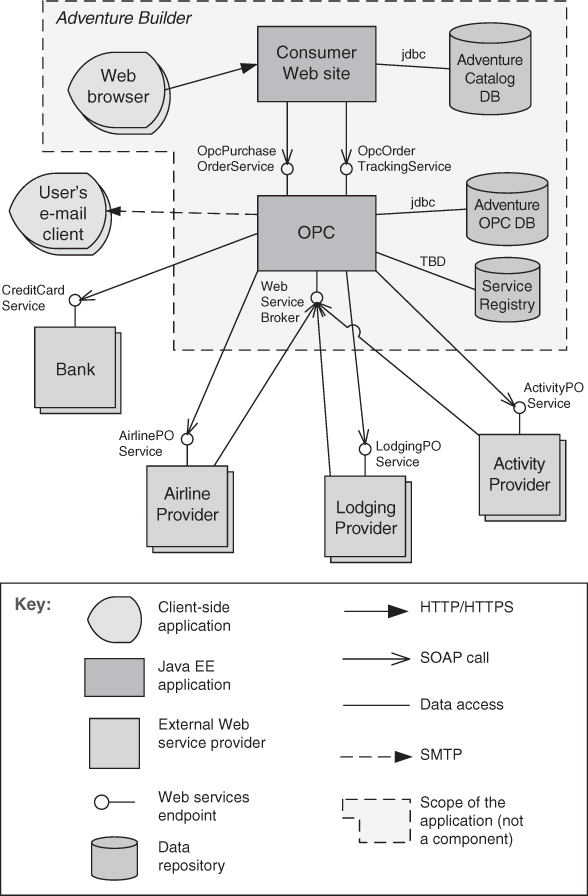 Adventure Builder
Web
browser
Consumer
Web site
jdbc
Adventure
Catalog
DB
OpcPurchase
OrderService
OpcOrder
TrackingService
User's
e-mail
client
OPC
jdbc
Adventure
OPC DB
TBD
Service
Registry
CreditCard
Service
Web
Service
Broker
Bank
ActivityPO
Service
AirlinePO
Service
LodgingPO
Service
Airline
Provider
Lodging
Provider
Activity
Provider
Key:
Client-side
application
HTTP/HTTPS
Java EE
application
SOAP call
External Web
service provider
Data access
SMTP
Web services
endpoint
Scope of the
application (not
a component)
Data
repository